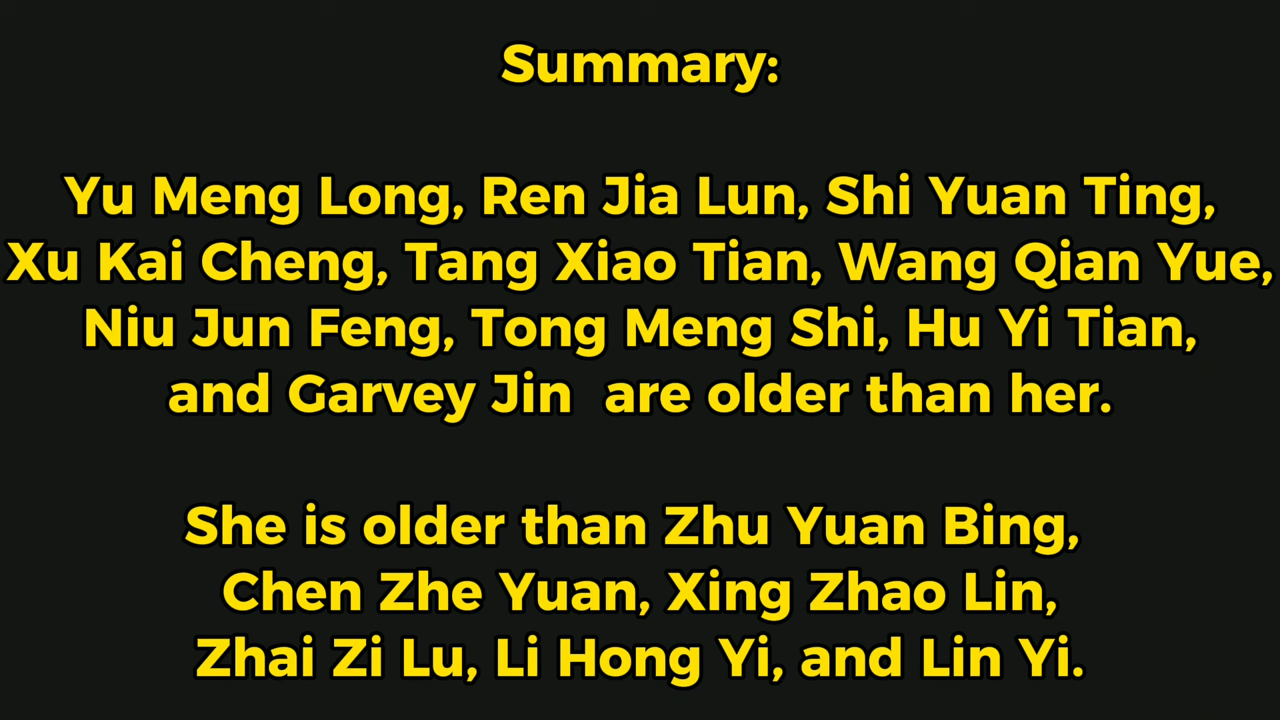 Summary:
Yu Meng Long, Ren Jia Lun, Shi Yuan Ting,
Xu Kai Cheng, Tang Xiao Tian, Wang Qian Yue,
Niu Jun Feng, Tong Meng Shi, Hu Yi Tian,
and Garvey Jin  are older than her.
She is older than Zhu Yuan Bing,
Chen Zhe Yuan, Xing Zhao Lin,
Zhai Zi Lu, Li Hong Yi, and Lin Yi.